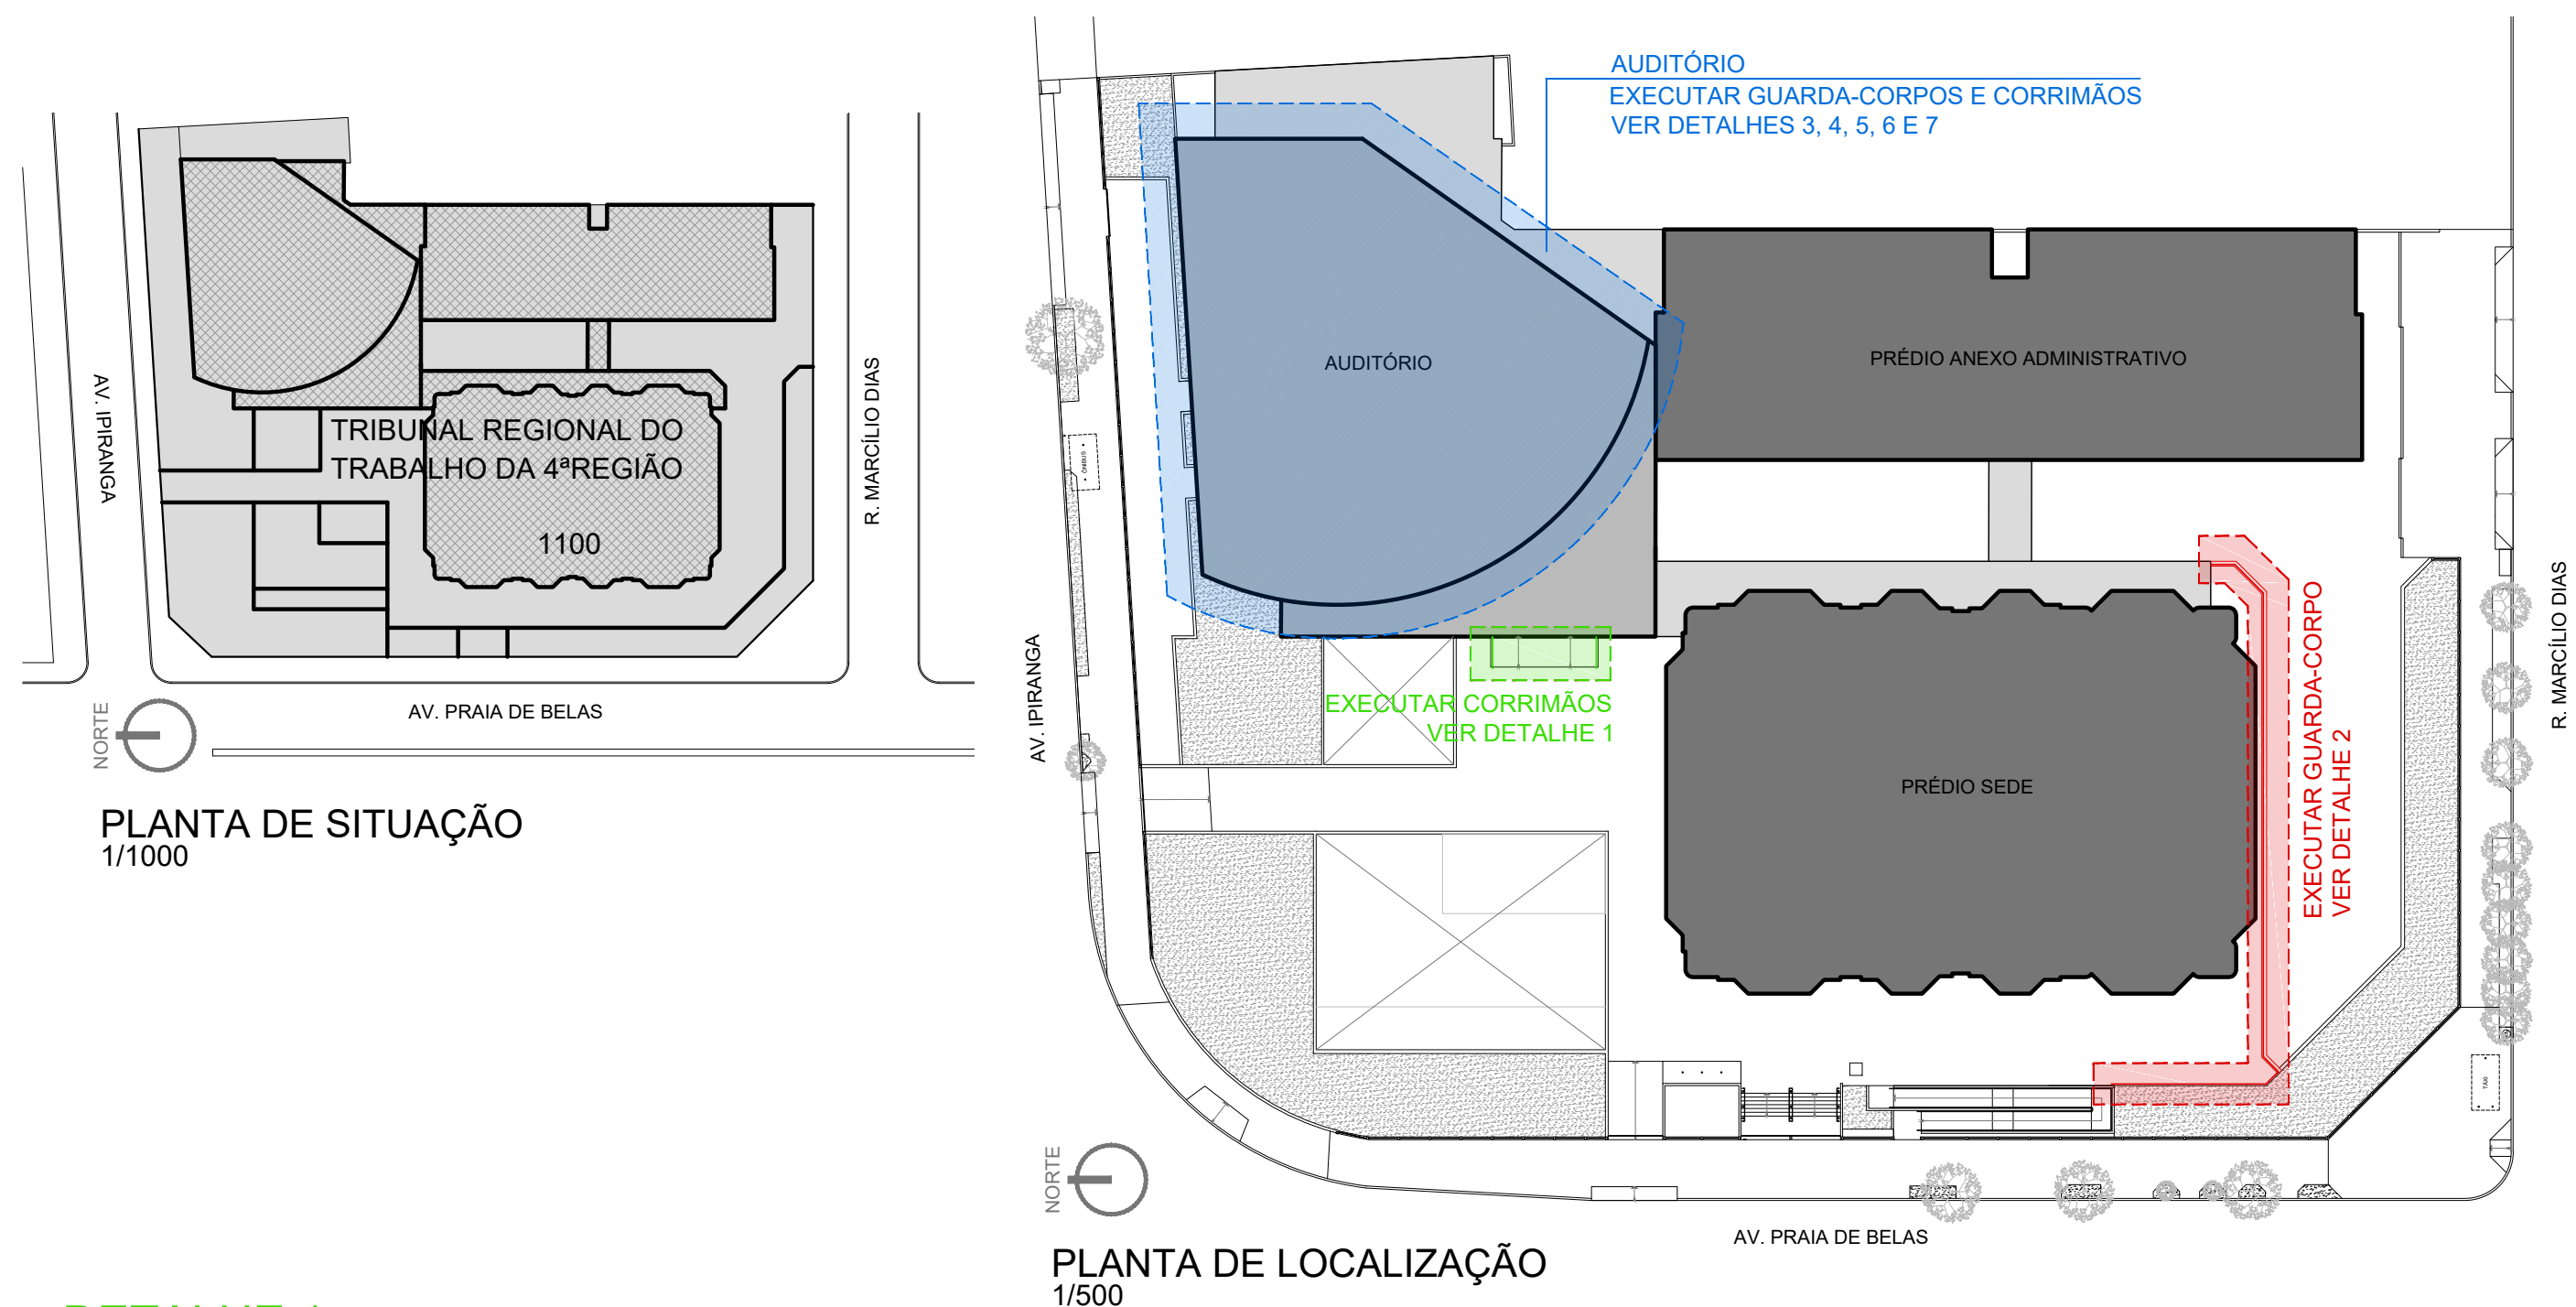 TRIBUNAL REGIONAL DO
TRABALHO DA 4ªREGIÃO
1100
AV. IPIRANGA
R. MARCÍLIO DIAS
AV. PRAIA DE BELAS
NORTE
PLANTA DE SITUAÇÃO
1/1000
AUDITÓRIO
EXECUTAR GUARDA-CORPOS E CORRIMÃOS
VER DETALHES 3, 4, 5, 6 E 7
AUDITÓRIO
PRÉDIO ANEXO ADMINISTRATIVO
ÔNIBUS
EXECUTAR CORRIMÃOS
VER DETALHE 1
PRÉDIO SEDE
EXECUTAR GUARDA-CORPO
VER DETALHE 2
AV. IPIRANGA
R. MARCÍLIO DIAS
TÁXI
NORTE
AV. PRAIA DE BELAS
PLANTA DE LOCALIZAÇÃO
1/500